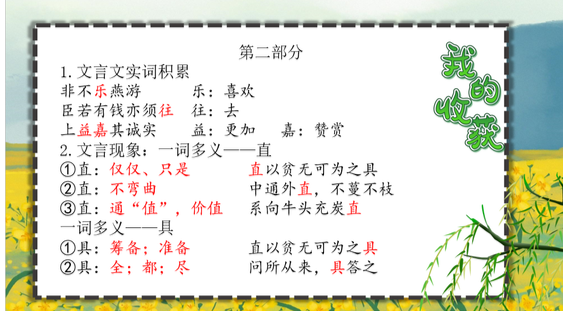 第二部分
1.文言文实词积累
非不乐燕游 乐：喜欢
臣若有钱亦须往 往：去
上益嘉其诚实 益：更加 嘉：赞赏
2.文言现象：一词多义——直
①直：仅仅、只是 直以贫无可为之具
②直：不弯曲 中通外直，不蔓不枝
③直：通“值”，价值 系向牛头充炭直
一词多义——具
①具：筹备；准备 直以贫无可为之具
②具：全；都；尽 问所从来，具答之
我的收获